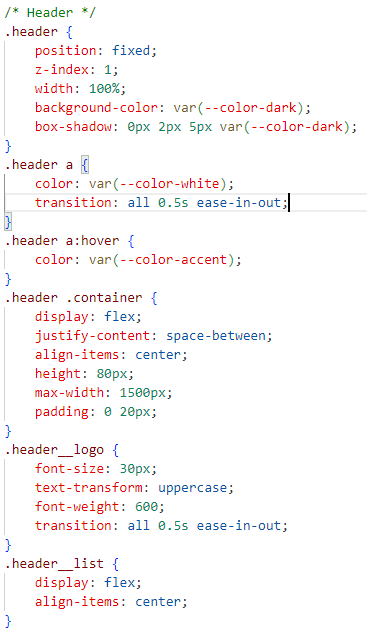 /* Header */
.header {
    position: fixed;
    z-index: 1;
    width: 100%;
    background-color: var(--color-dark);
    box-shadow: 0px 2px 5px var(--color-dark);
}
.header a {
    color: var(--color-white);
    transition: all 0.5s ease-in-out;
}
.header a:hover {
    color: var(--color-accent);
}
.header .container {
    display: flex;
    justify-content: space-between;
    align-items: center;
    height: 80px;
    max-width: 1500px;
    padding: 0 20px;
}
.header__logo {
    font-size: 30px;
    text-transform: uppercase;
    font-weight: 600;
    transition: all 0.5s ease-in-out;
}
.header__list {
    display: flex;
    align-items: center;
}